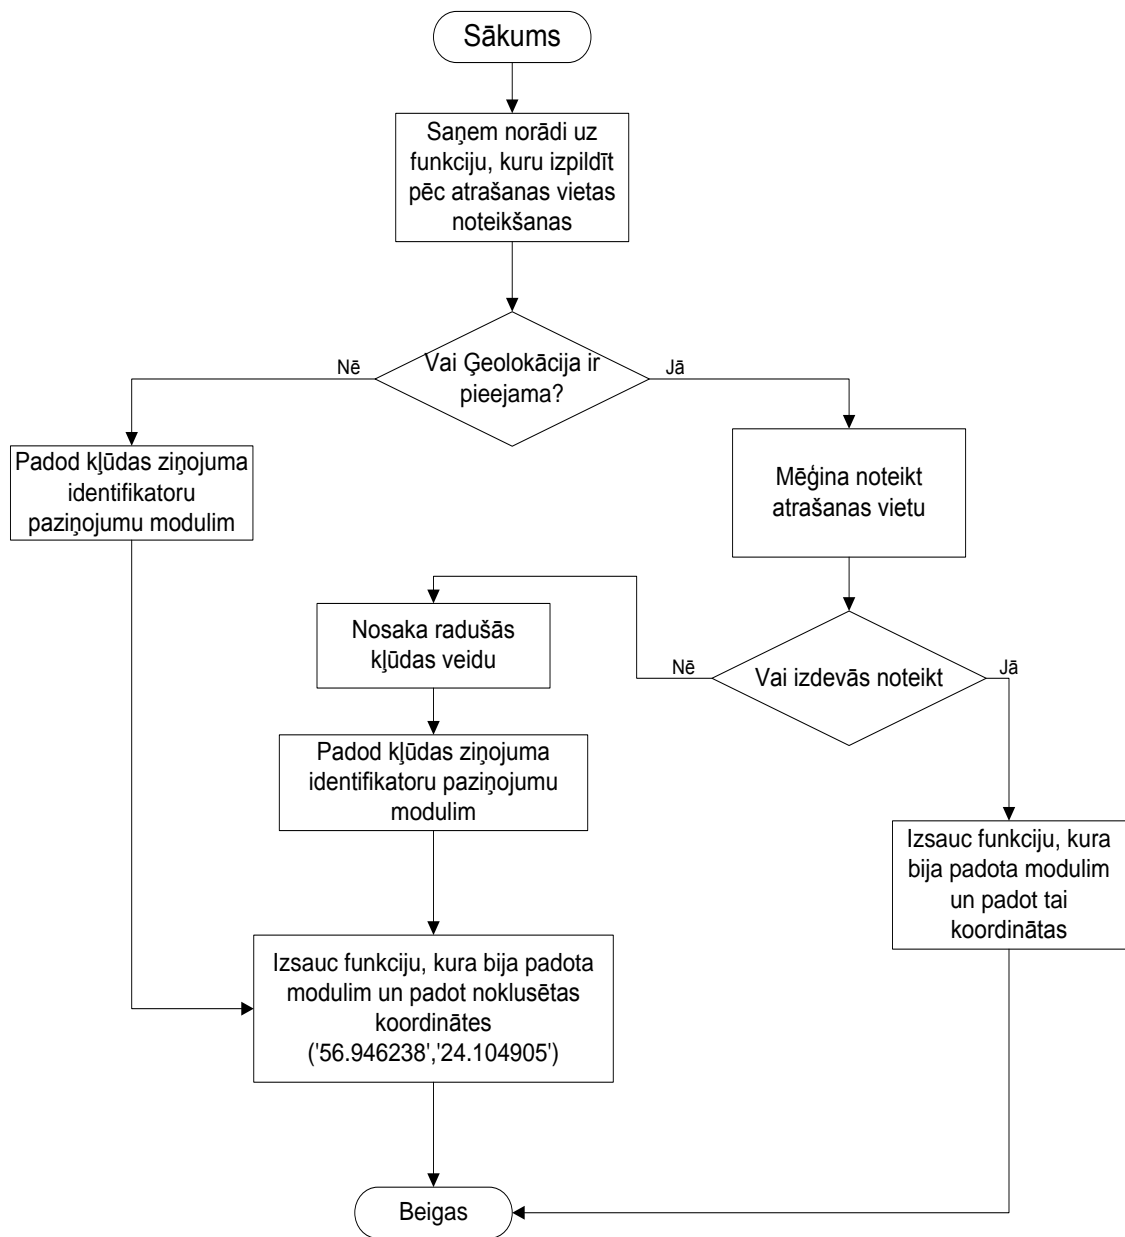 Sākums
Saņem norādi uz
funkciju, kuru izpildīt
pēc atrašanas vietas
noteikšanas
Vai Ģeolokācija ir
pieejama?
Nē
Jā
Padod kļūdas ziņojuma
identifikatoru
paziņojumu modulim
Mēģina noteikt
atrašanas vietu
Nosaka radušās
kļūdas veidu
Nē
Vai izdevās noteikt
Jā
Padod kļūdas ziņojuma
identifikatoru paziņojumu
modulim
Izsauc funkciju, kura
bija padota modulim
un padot tai
koordinātas
Izsauc funkciju, kura bija padota
modulim un padot noklusētas
koordinātes
('56.946238','24.104905')
Beigas